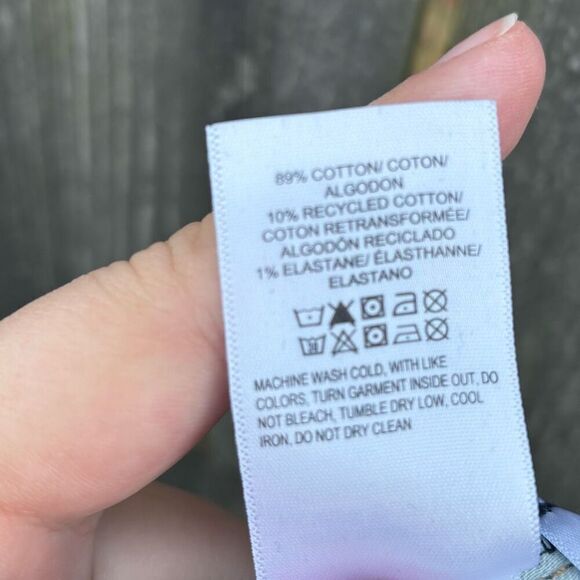 89% COTTON/ COTON/
ALGODON
10% RECYCLED COTTON/
COTON RETRANSFORMÉE/
ALGODÓN RECICLADO
1% ELASTANE/ ÉLASTHANNE/
ELASTANO
MACHINE WASH COLD, WITH LIKE
COLORS, TURN GARMENT INSIDE OUT, DO
NOT BLEACH, TUMBLE DRY LOW, COOL
IRON, DO NOT DRY CLEAN